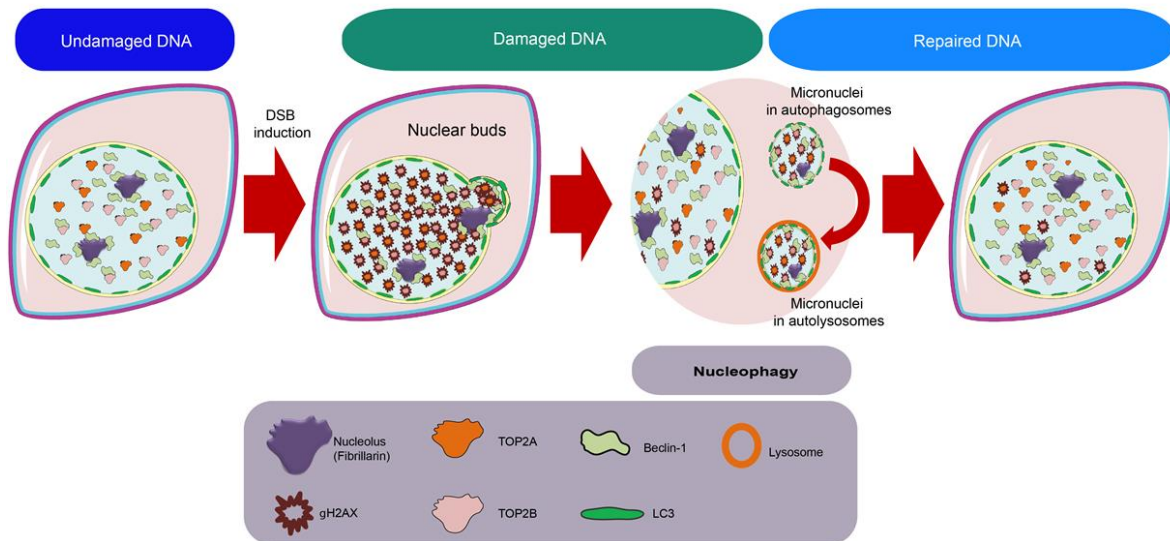 Undamaged DNA
Damaged DNA
Repaired DNA
DSB
induction
Nuclear buds
Micronuclei
in autophagosomes
Micronuclei
in autolysosomes
Nucleophagy
Nucleolus
(Fibrillarin)
TOP2A
Beclin-1
Lysosome
gH2AX
TOP2B
LC3